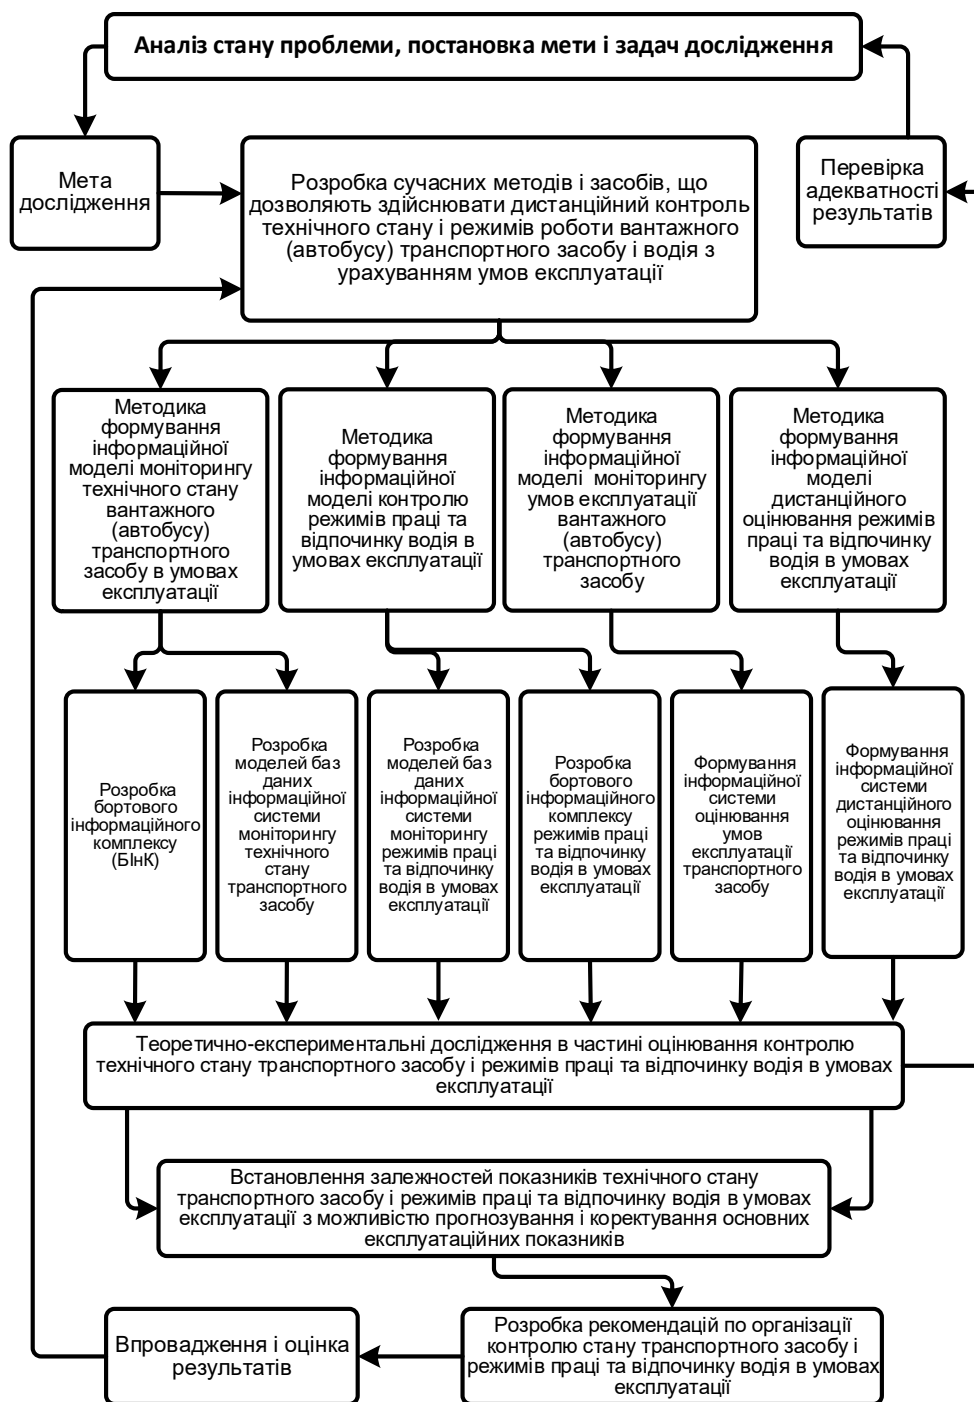 Аналіз стану проблеми, постановка мети і задач дослідження
Мета
дослідження
Розробка сучасних методів і засобів, що
дозволяють здійснювати дистанційний контроль
технічного стану і режимів роботи вантажного
(автобусу) транспортного засобу і водія з
урахуванням умов експлуатації
Перевірка
адекватності
результатів
Методика
формування
інформаційної
моделі моніторингу
технічного стану
вантажного
(автобусу)
транспортного
засобу в умовах
експлуатації
Методика
формування
інформаційної
моделі контролю
режимів праці та
відпочинку водія в
умовах експлуатації
Методика
формування
інформаційної
моделі моніторингу
умов експлуатації
вантажного
(автобусу)
транспортного
засобу
Методика
формування
інформаційної
моделі
дистанційного
оцінювання режимів
праці та відпочинку
водія в умовах
експлуатації
Розробка
бортового
інформаційного
комплексу
(БІнК)
Розробка
моделей баз
даних
інформаційної
системи
моніторингу
технічного
стану
транспортного
засобу
Розробка
моделей баз
даних
інформаційної
системи
моніторингу
режимів праці
та відпочинку
водія в умовах
експлуатації
Розробка
бортового
інформаційного
комплексу
режимів праці
та відпочинку
водія в умовах
експлуатації
Формування
інформаційної
системи
оцінювання
умов
експлуатації
транспортного
засобу
Формування
інформаційної
системи
дистанційного
оцінювання
режимів праці
та відпочинку
водія в умовах
експлуатації
Теоретично-експериментальні дослідження в частині оцінювання контролю
технічного стану транспортного засобу і режимів праці та відпочинку водія в умовах
експлуатації
Встановлення залежностей показників технічного стану
транспортного засобу і режимів праці та відпочинку водія в умовах
експлуатації з можливістю прогнозування і коректування основних
експлуатаційних показників
Впровадження і оцінка
результатів
Розробка рекомендацій по організації
контролю стану транспортного засобу і
режимів праці та відпочинку водія в умовах
експлуатації